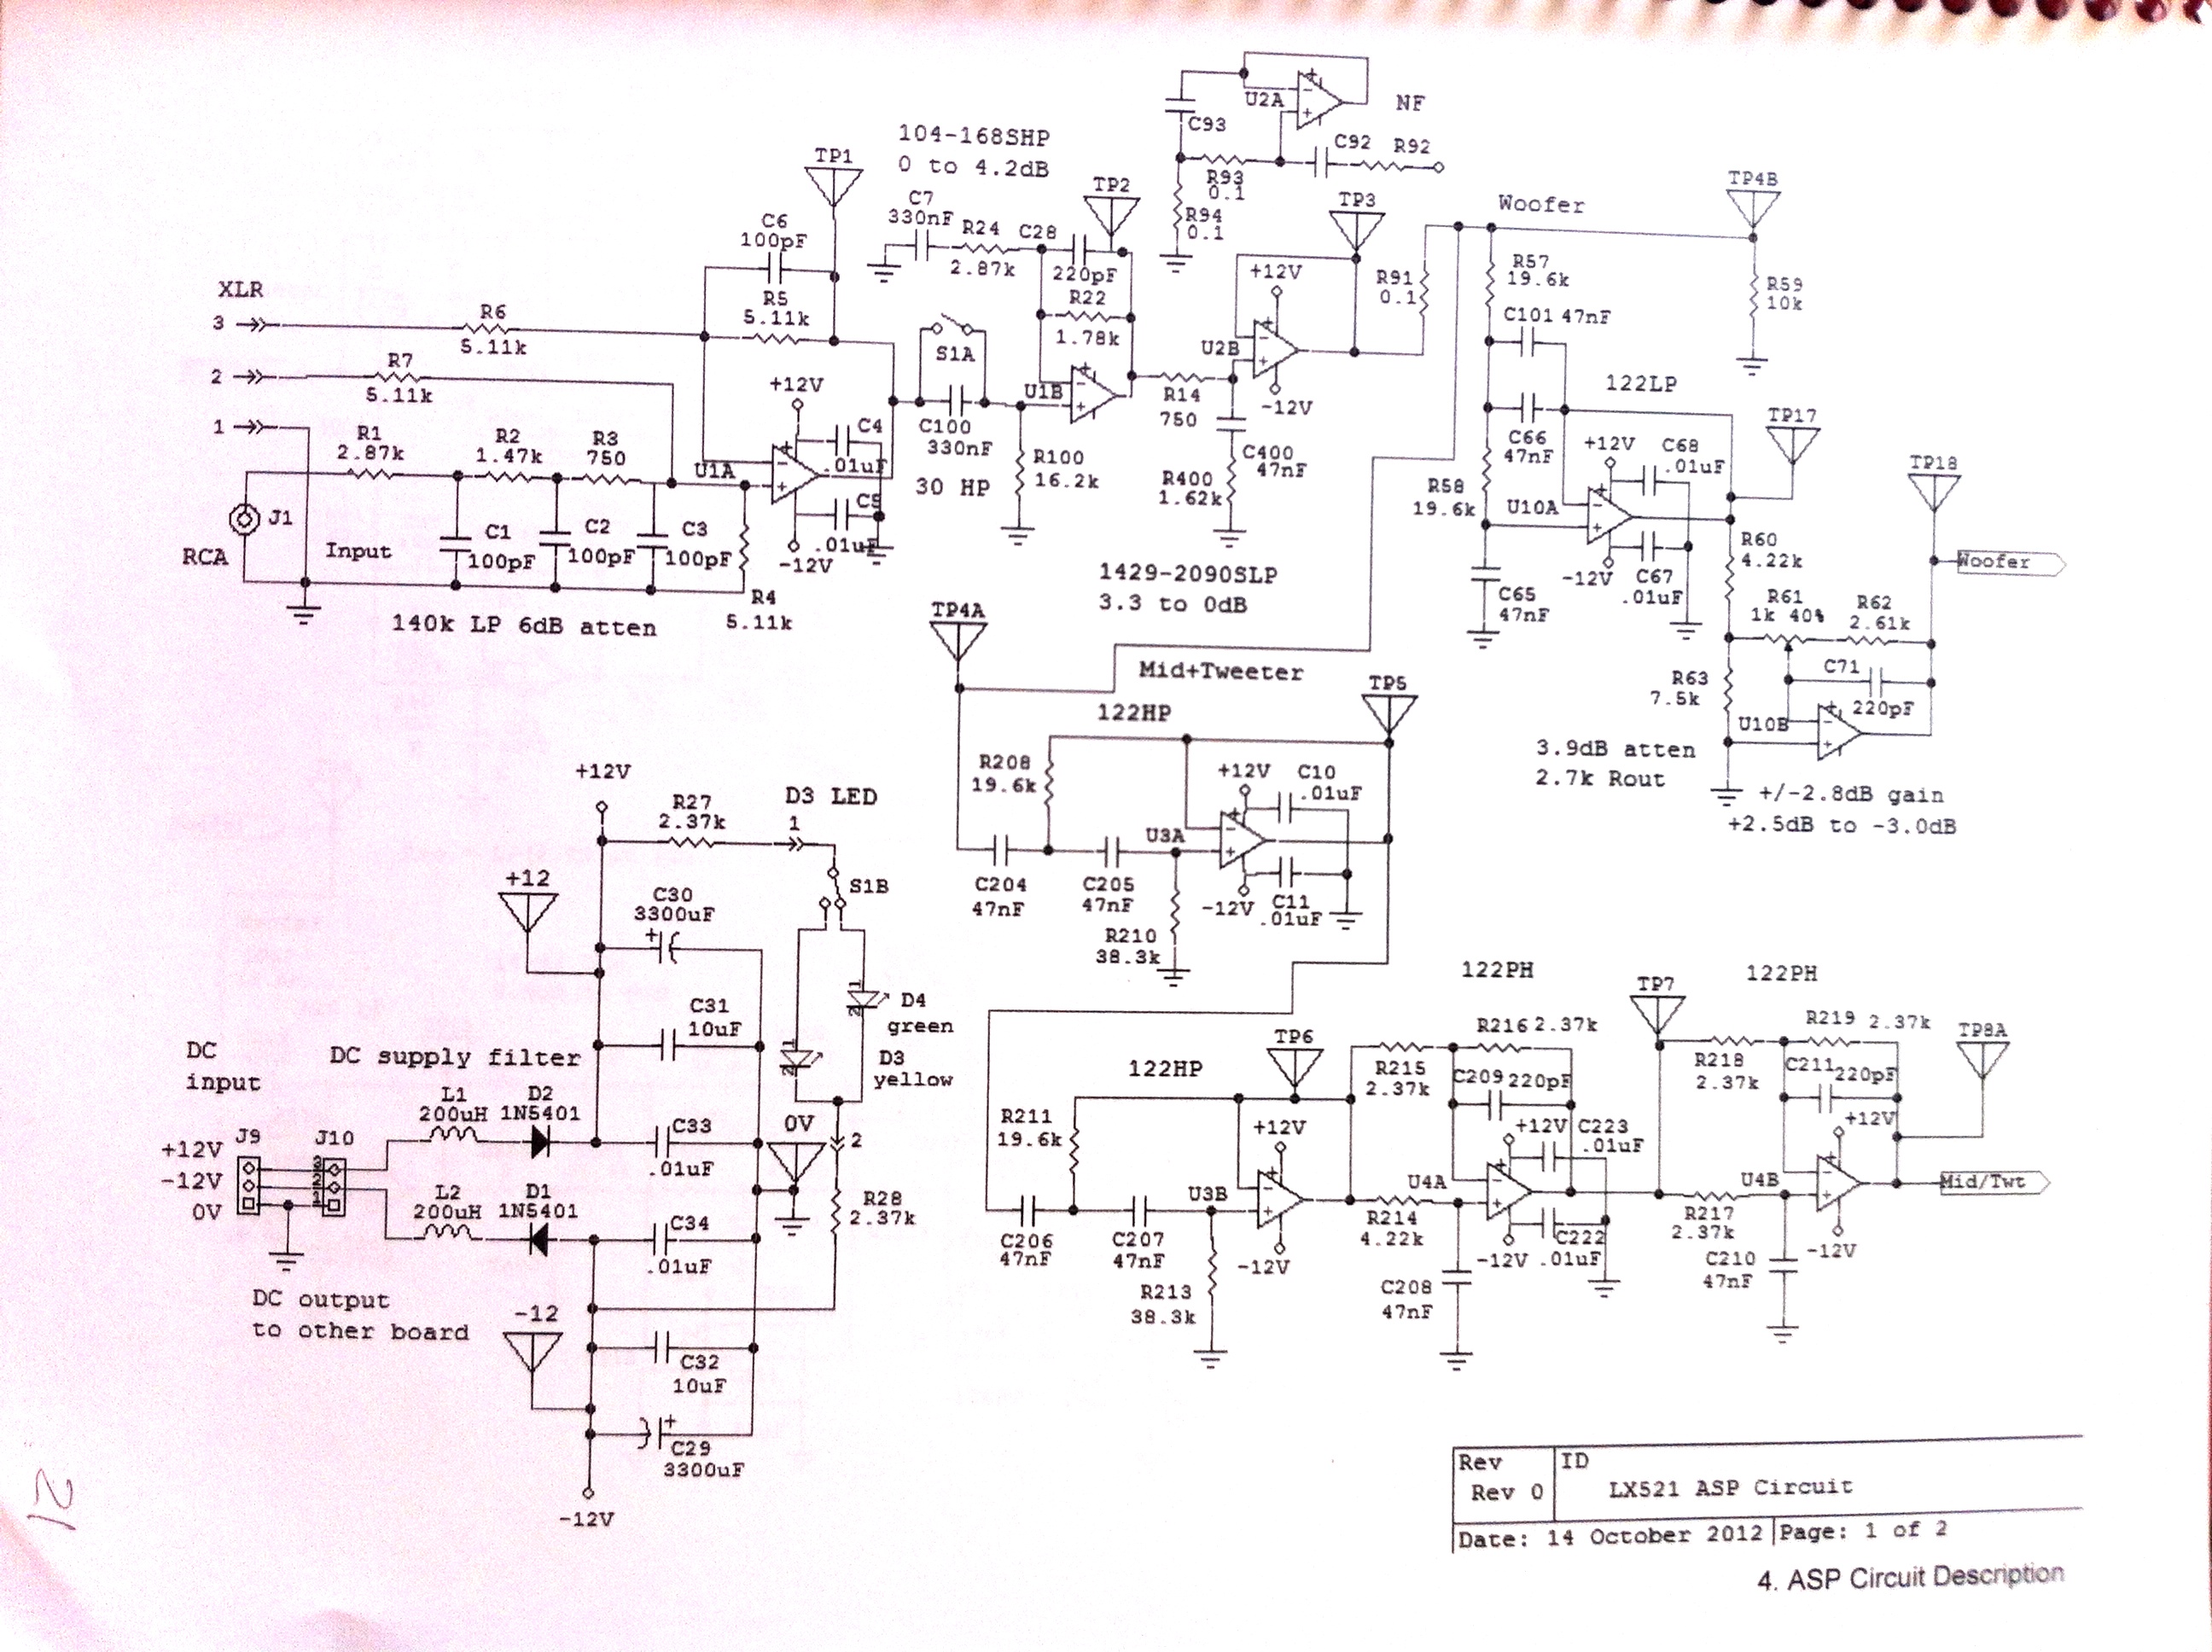 XLR
3
R6
5.11k
2
R7
5.11k
1
R1
2.87k
R2
1.47k
R3
750
J1
RCA
Input
C1
100pF
C2
100pF
C3
100pF
R4
5.11k
140k LP 6dB atten
TP1
C6
100pF
R5
5.11k
+12V
U1A
C4
.01uF
C5
.01uF
-12V
104-168SHP
0 to 4.2dB
C7
330nF
R24
2.87k
C28
220pF
TP2
R22
1.78k
S1A
C100
330nF
30 HP
U1B
R100
16.2k
R14
750
C400
47nF
R400
1.62k
1429-2090SLP
3.3 to 0dB
C93
U2A
NF
C92
R92
R93
0.1
R94
0.1
TP3
+12V
U2B
-12V
R91
0.1
Woofer
TP4B
R57
19.6k
R59
10k
C101 47nF
122LP
C66
47nF
R58
19.6k
C65
47nF
U10A
+12V
C68
.01uF
-12V
C67
.01uF
TP17
TP18
R60
4.22k
Woofer
R61
1k 40%
R62
2.61k
C71
220pF
R63
7.5k
U10B
3.9dB atten
2.7k Rout
+/-2.8dB gain
+2.5dB to -3.0dB
TP4A
Mid+Tweeter
122HP
TP5
R208
19.6k
+12V
C10
.01uF
U3A
C204
47nF
C205
47nF
-12V
C11
.01uF
R210
38.3k
+12V
R27
2.37k
D3 LED
1
S1B
+12
C30
3300uF
+
C31
10uF
D4
green
D3
yellow
1
2
1
2
DC
input
DC supply filter
L1
200uH
D2
1N5401
C33
.01uF
0V
2
+12V
-12V
0V
J9
J10
3
2
1
L2
200uH
D1
1N5401
C34
.01uF
R28
2.37k
DC output
to other board
-12
C32
10uF
+
C29
3300uF
-12V
122HP
TP6
R211
19.6k
+12V
U3B
C206
47nF
C207
47nF
-12V
R213
38.3k
122PH
R215
2.37k
R216 2.37k
C209 220pF
+12V
C223
.01uF
U4A
R214
4.22k
C208
47nF
-12V
C222
.01uF
TP7
122PH
R218
2.37k
R219 2.37k
C211 220pF
TP8A
+12V
U4B
R217
2.37k
C210
47nF
-12V
Mid/Twt
Rev
Rev 0
ID
LX521 ASP Circuit
Date: 14 October 2012 Page: 1 of 2
4. ASP Circuit Description
21